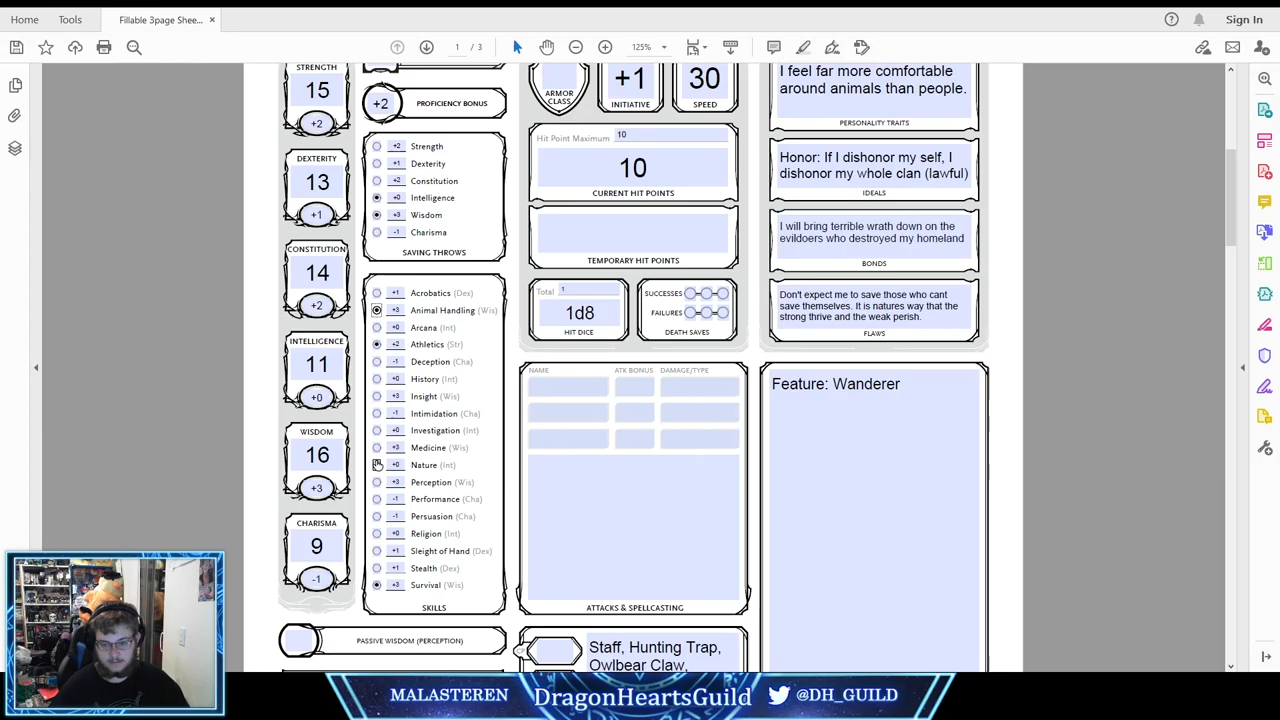 Home
Tools
Fillable 3page Shee... ×
Sign In
1 / 3
125%
STRENGTH
15
+2
DEXTERITY
13
+1
CONSTITUTION
14
+2
INTELLIGENCE
11
+0
WISDOM
16
+3
CHARISMA
9
-1
+2 PROFICIENCY BONUS
+2 Strength
+1 Dexterity
+2 Constitution
+0 Intelligence
+3 Wisdom
-1 Charisma
SAVING THROWS
+1 Acrobatics (Dex)
+3 Animal Handling (Wis)
+0 Arcana (Int)
+2 Athletics (Str)
-1 Deception (Cha)
+0 History (Int)
+3 Insight (Wis)
-1 Intimidation (Cha)
+0 Investigation (Int)
+3 Medicine (Wis)
+0 Nature (Int)
+3 Perception (Wis)
-1 Performance (Cha)
-1 Persuasion (Cha)
+0 Religion (Int)
+1 Sleight of Hand (Dex)
+1 Stealth (Dex)
+3 Survival (Wis)
SKILLS
PASSIVE WISDOM (PERCEPTION)
ARMOR
CLASS
+1
INITIATIVE
30
SPEED
Hit Point Maximum 10
10
CURRENT HIT POINTS
TEMPORARY HIT POINTS
Total 1
1d8
HIT DICE
SUCCESSES
FAILURES
DEATH SAVES
NAME ATK BONUS DAMAGE/TYPE
ATTACKS & SPELLCASTING
CP
Staff, Hunting Trap,
Owlbear Claw,
I feel far more comfortable
around animals than people.
PERSONALITY TRAITS
Honor: If I dishonor my self, I
dishonor my whole clan (lawful)
IDEALS
I will bring terrible wrath down on the
evildoers who destroyed my homeland
BONDS
Don't expect me to save those who cant
save themselves. It is natures way that the
strong thrive and the weak perish.
FLAWS
Feature: Wanderer
MALASTEREN
DragonHeartsGuild
@DH_GUILD